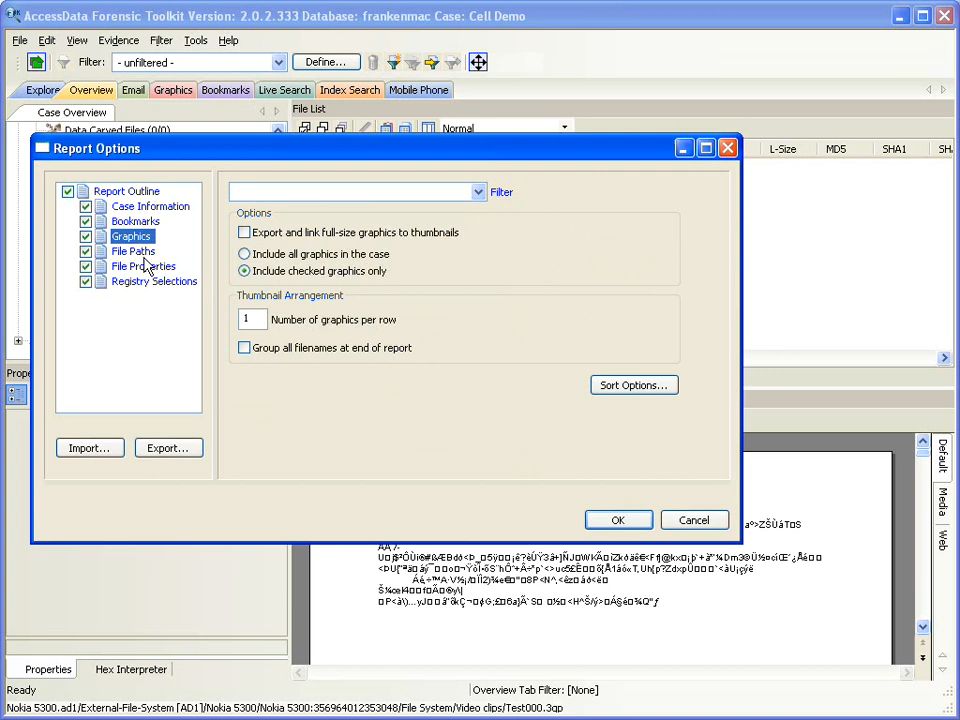 AccessData Forensic Toolkit Version: 2.0.2.333 Database: frankenmac Case: Cell Demo
File Edit View Evidence Filter Tools Help
Filter: - unfiltered - Define...
Explore Overview Email Graphics Bookmarks Live Search Index Search Mobile Phone
Case Overview File List
Data Carved Files (0/0) Normal
Report Options
L-Size MD5 SHA1 SH
Report Outline
Case Information
Bookmarks
Graphics
File Paths
File Properties
Registry Selections
Import... Export...
Filter
Options
Export and link full-size graphics to thumbnails
Include all graphics in the case
Include checked graphics only
Thumbnail Arrangement
1 Number of graphics per row
Group all filenames at end of report
Sort Options...
OK Cancel
Prope
Default
Media
Web
Properties Hex Interpreter
Ready Overview Tab Filter: [None]
Nokia 5300.ad1/External-File-System [AD1]/Nokia 5300/Nokia 5300:356964012353048/File System/Video clips/Test000.3gp